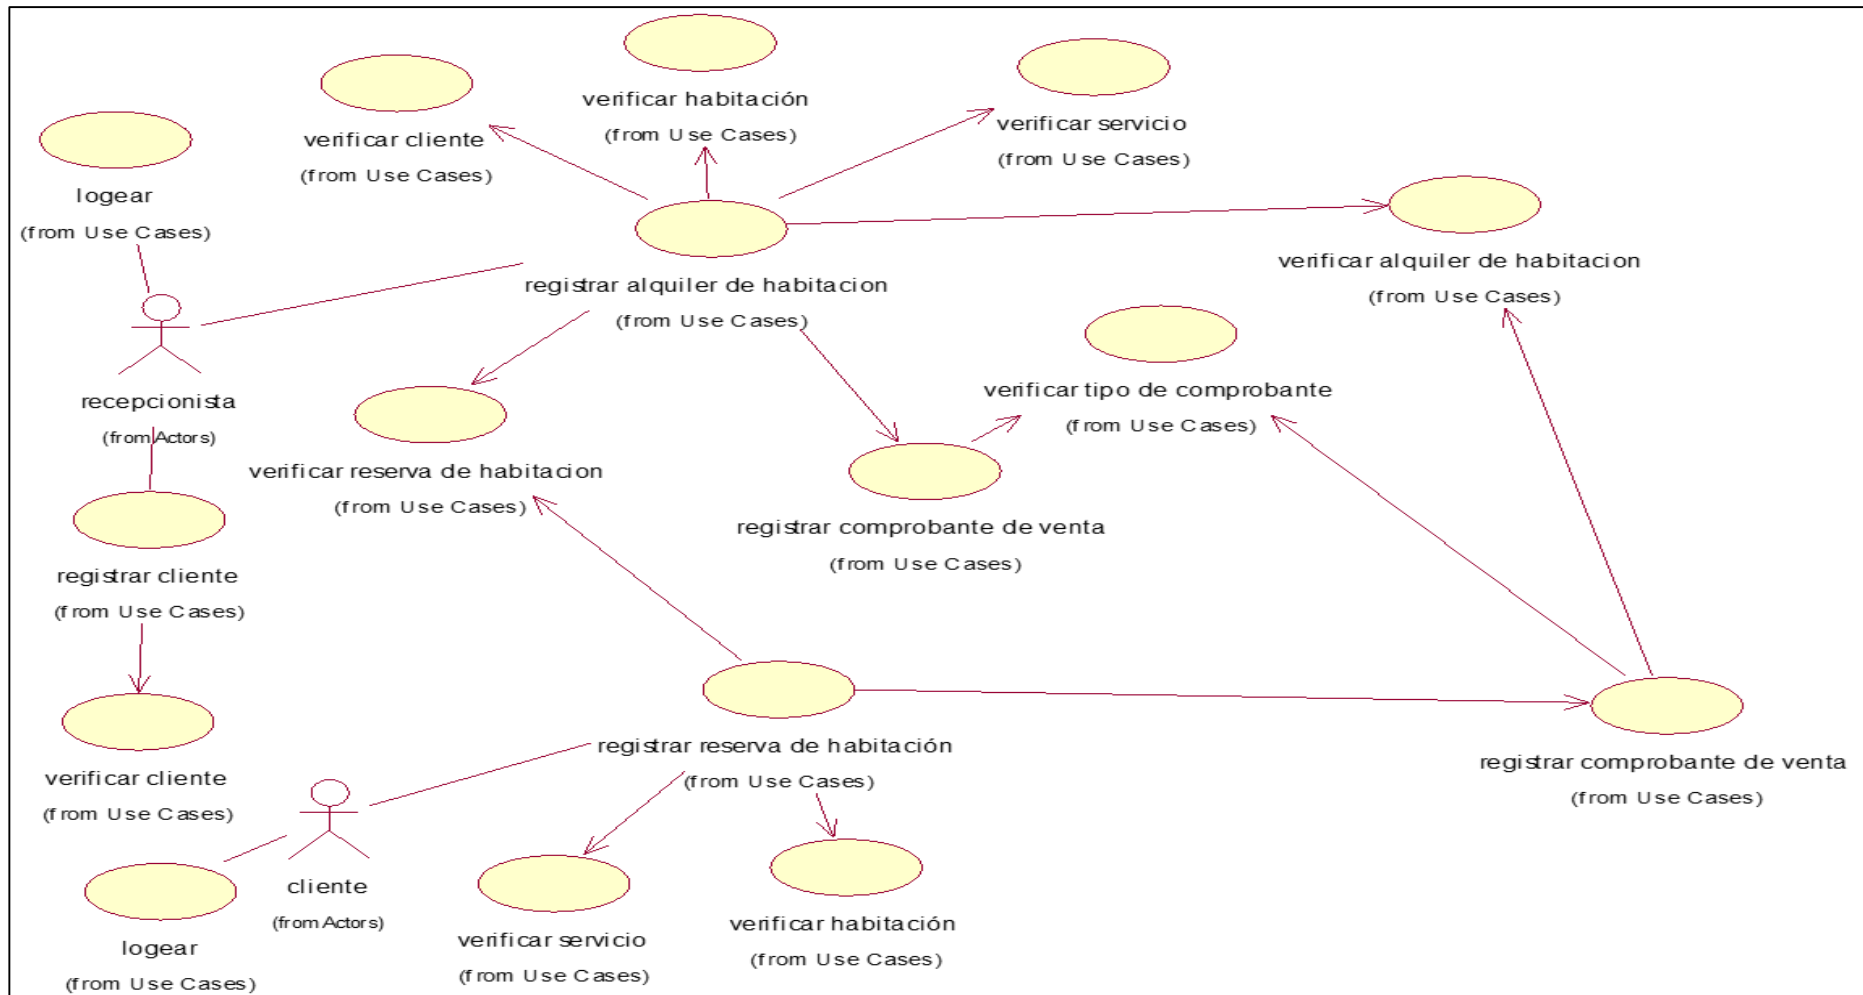 verificar habitación
(from Use Cases)
verificar servicio
(from Use Cases)
verificar cliente
(from Use Cases)
logear
(from Use Cases)
registrar alquiler de habitacion
(from Use Cases)
verificar alquiler de habitacion
(from Use Cases)
recepcionista
(from Actors)
verificar tipo de comprobante
(from Use Cases)
verificar reserva de habitacion
(from Use Cases)
registrar comprobante de venta
(from Use Cases)
registrar cliente
(from Use Cases)
verificar cliente
(from Use Cases)
registrar reserva de habitación
(from Use Cases)
registrar comprobante de venta
(from Use Cases)
cliente
(from Actors)
logear
(from Use Cases)
verificar servicio
(from Use Cases)
verificar habitación
(from Use Cases)